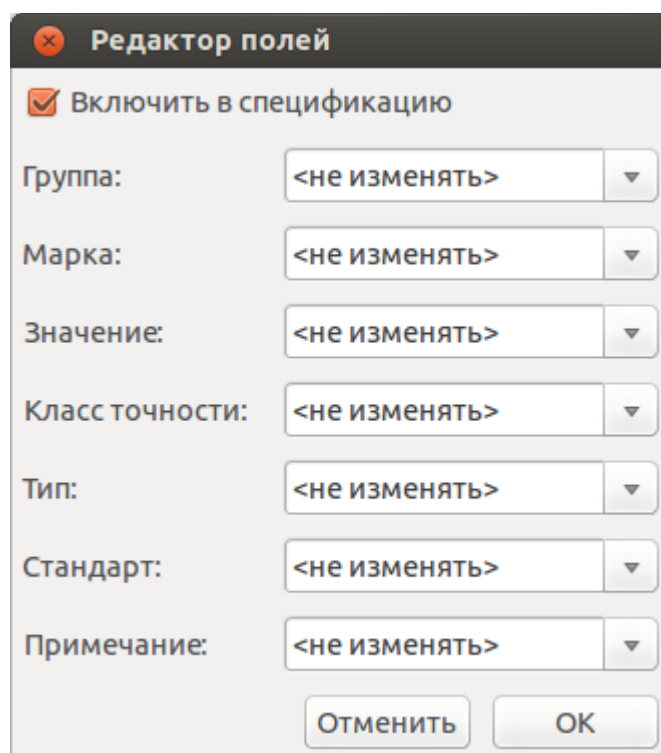 Редактор полей
Включить в спецификацию
Группа: <не изменять>
Марка: <не изменять>
Значение: <не изменять>
Класс точности: <не изменять>
Тип: <не изменять>
Стандарт: <не изменять>
Примечание: <не изменять>
Отменить OK